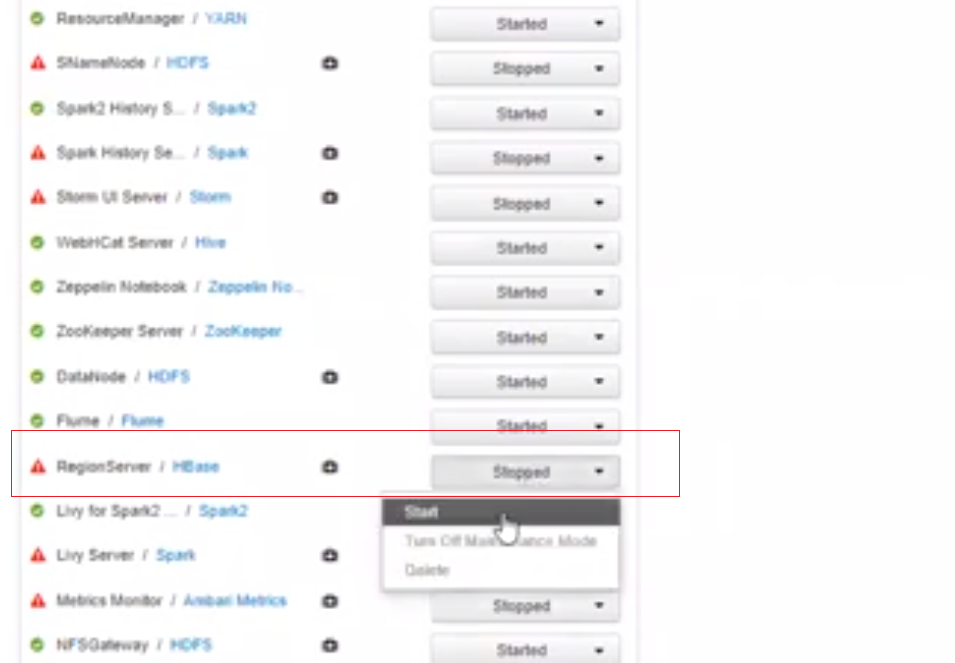 ResourceManager / YARN Started
SNameNode / HDFS Stopped
Spark2 History S... / Spark2 Started
Spark History Se... / Spark Stopped
Storm UI Server / Storm Stopped
WebHCat Server / Hive Started
Zeppelin Notebook / Zeppelin No... Started
ZooKeeper Server / ZooKeeper Started
DataNode / HDFS Started
Flume / Flume Started
RegionServer / HBase Stopped
Livy for Spark2 ... / Spark2
Start
Turn Off Maintenance Mode
Livy Server / Spark
Delete
Metrics Monitor / Ambari Metrics Stopped
NFSGateway / HDFS Started